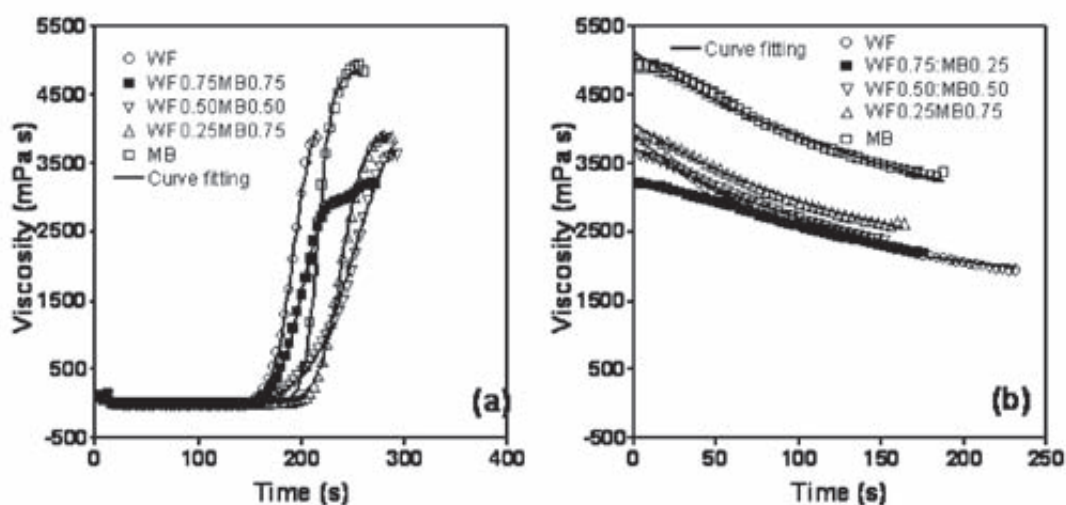 5500
4500
3500
2500
1500
500
-500
Viscosity (mPa s)
WF
WF0.75MB0.75
WF0.50MB0.50
WF0.25MB0.75
MB
Curve fitting
(a)
0 100 200 300 400
Time (s)
5500
4500
3500
2500
1500
500
-500
Viscosity (mPa s)
Curve fitting
WF
WF0.75:MB0.25
WF0.50:MB0.50
WF0.25MB0.75
MB
(b)
0 50 100 150 200 250
Time (s)